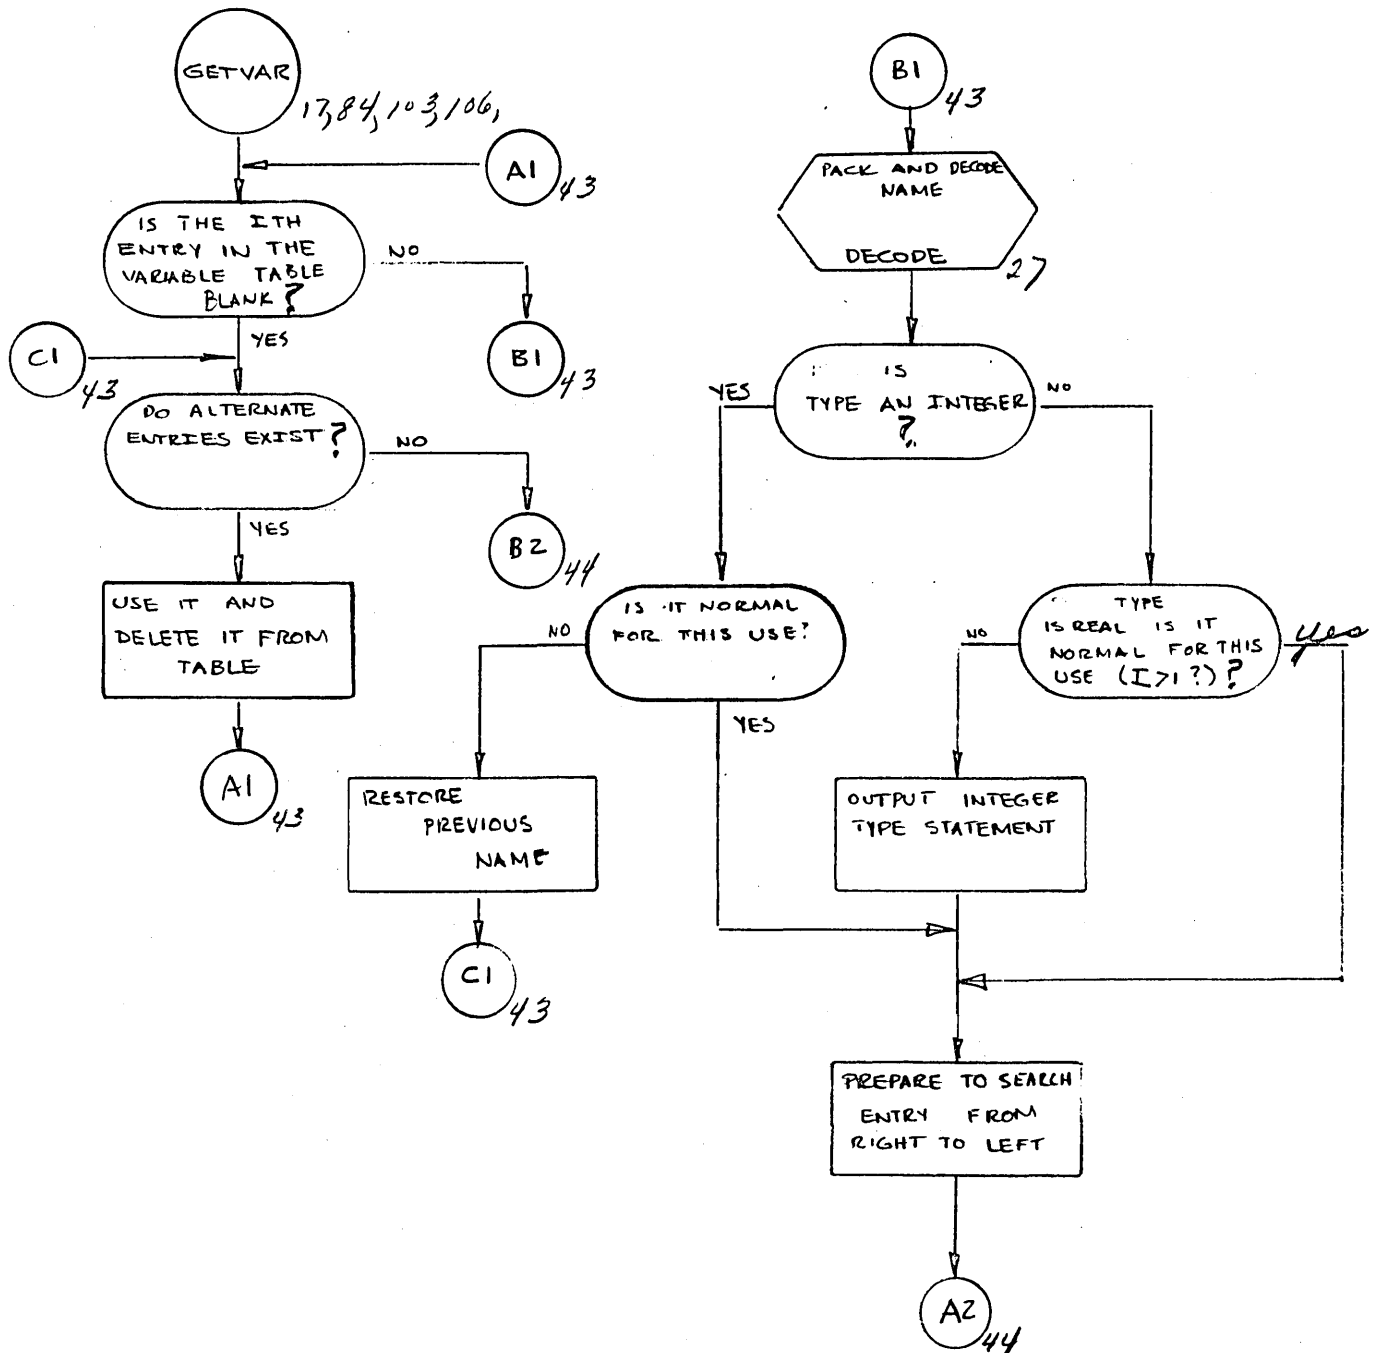 GETVAR
17,84,103,106,
A1
43
IS THE ITH
ENTRY IN THE
VARIABLE TABLE
BLANK?
NO
B1
43
YES
C1
43
DO ALTERNATE
ENTRIES EXIST?
NO
B2
44
YES
USE IT AND
DELETE IT FROM
TABLE
A1
43
B1
43
PACK AND DECODE
NAME
DECODE
27
IS
TYPE AN INTEGER
?
YES
NO
IS IT NORMAL
FOR THIS USE?
NO
YES
RESTORE
PREVIOUS
NAME
C1
43
TYPE
IS REAL IS IT
NORMAL FOR THIS
USE (I>1?)?
NO
yes
OUTPUT INTEGER
TYPE STATEMENT
PREPARE TO SEARCH
ENTRY FROM
RIGHT TO LEFT
A2
44